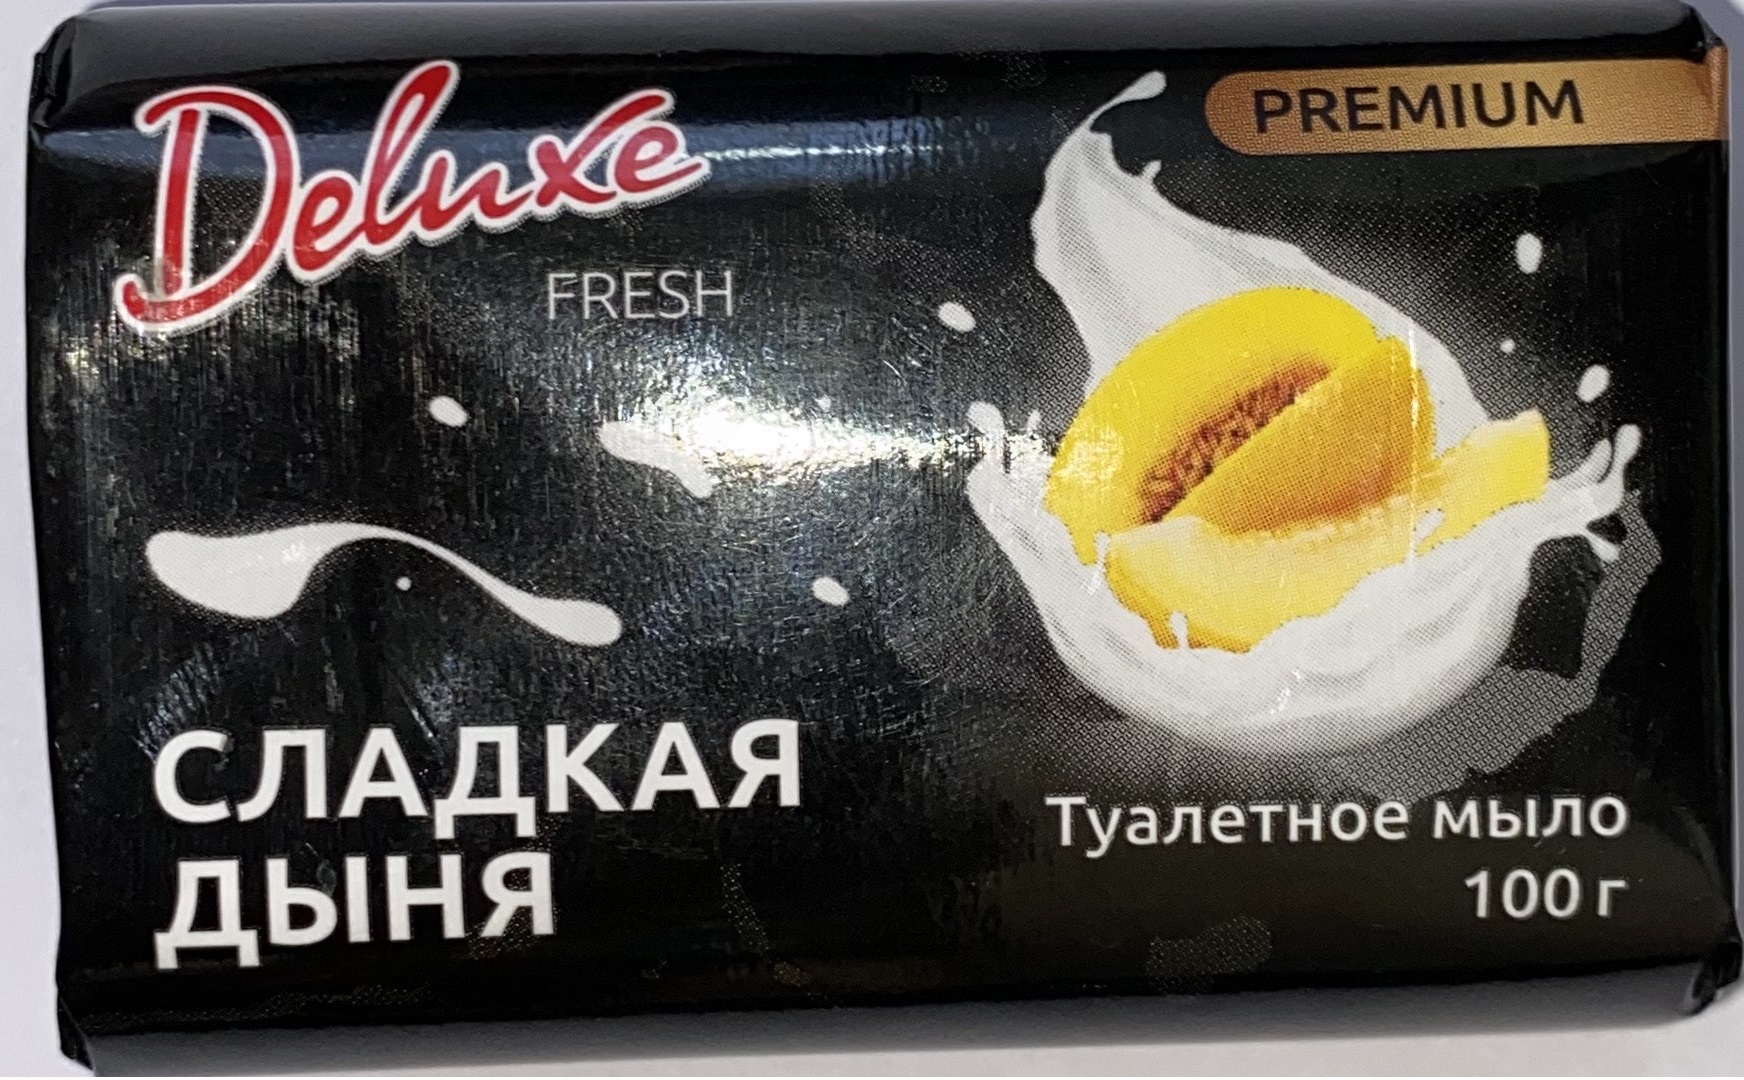 Deluxe
FRESH
PREMIUM
СЛАДКАЯ
ДЫНЯ
Туалетное мыло
100 г